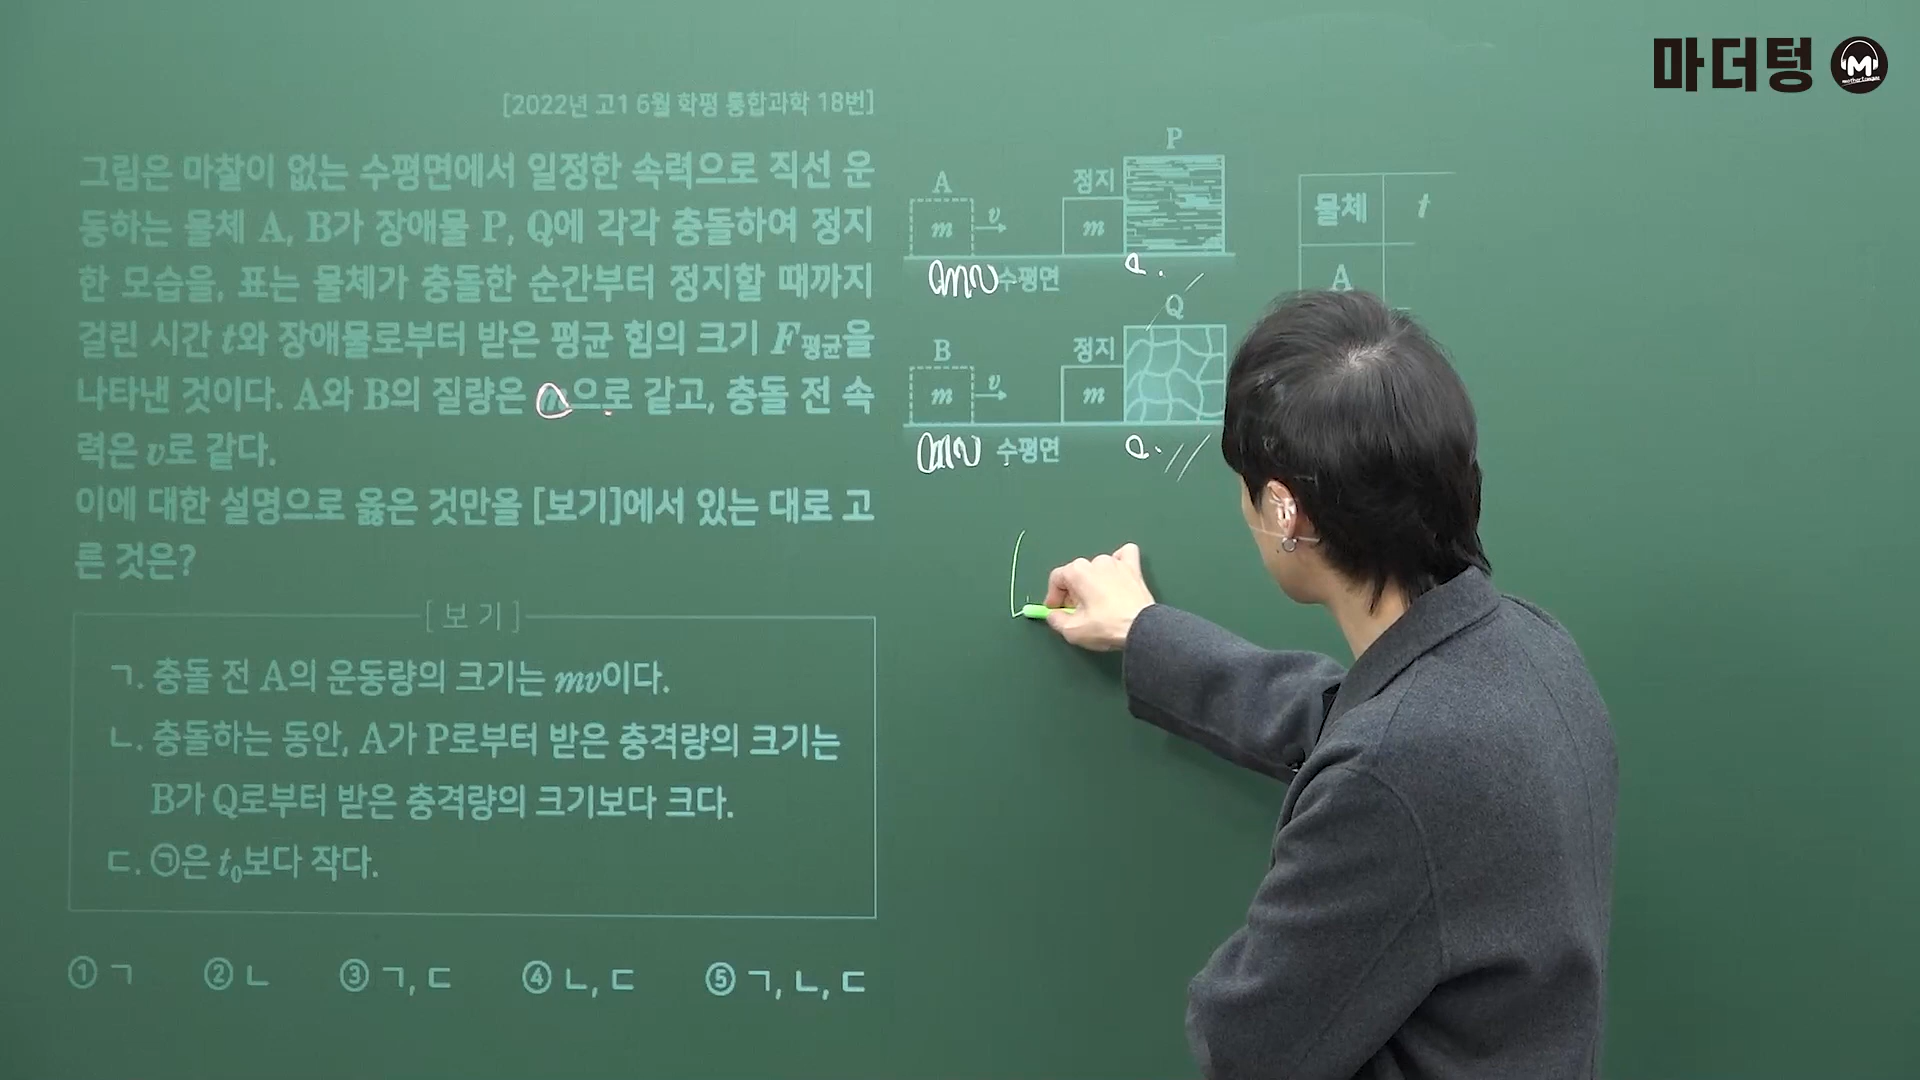 마더텅
[2022년 고1 6월 학평 통합과학 18번]
그림은 마찰이 없는 수평면에서 일정한 속력으로 직선 운
동하는 물체 A, B가 장애물 P, Q에 각각 충돌하여 정지
한 모습을, 표는 물체가 충돌한 순간부터 정지할 때까지
걸린 시간 t와 장애물로부터 받은 평균 힘의 크기 F평균을
나타낸 것이다. A와 B의 질량은 m으로 같고, 충돌 전 속
력은 v로 같다.
이에 대한 설명으로 옳은 것만을 [보기]에서 있는 대로 고
른 것은?
[보기]
ㄱ. 충돌 전 A의 운동량의 크기는 mv이다.
ㄴ. 충돌하는 동안, A가 P로부터 받은 충격량의 크기는
B가 Q로부터 받은 충격량의 크기보다 크다.
ㄷ. ㉠은 t₀보다 작다.
① ㄱ ② ㄴ ③ ㄱ, ㄷ ④ ㄴ, ㄷ ⑤ ㄱ, ㄴ, ㄷ
P
A 정지
m v m
mv 수평면 0.
Q
B 정지
m v m
mv 수평면 0.
물체 t
A